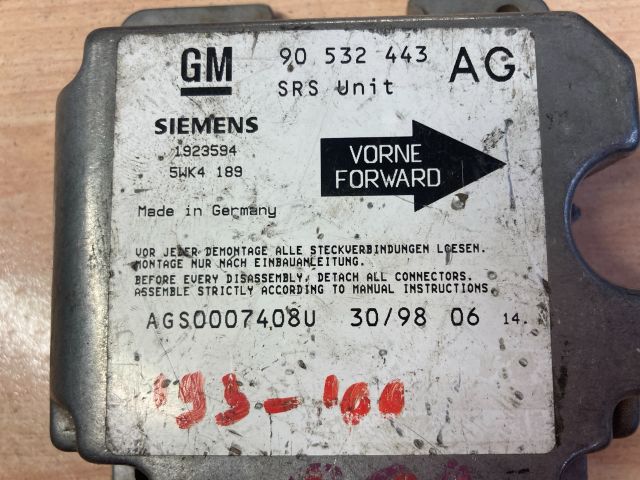 GM 90 532 443 AG
SRS Unit
SIEMENS
1923594
5WK4 189
VORNE
FORWARD
Made in Germany
VOR JEDER DEMONTAGE ALLE STECKVERBINDUNGEN LOESEN.
MONTAGE NUR NACH EINBAUANLEITUNG.
BEFORE EVERY DISASSEMBLY, DETACH ALL CONNECTORS.
ASSEMBLE STRICTLY ACCORDING TO MANUAL INSTRUCTIONS.
AGS0007408U 30/98 06 14.